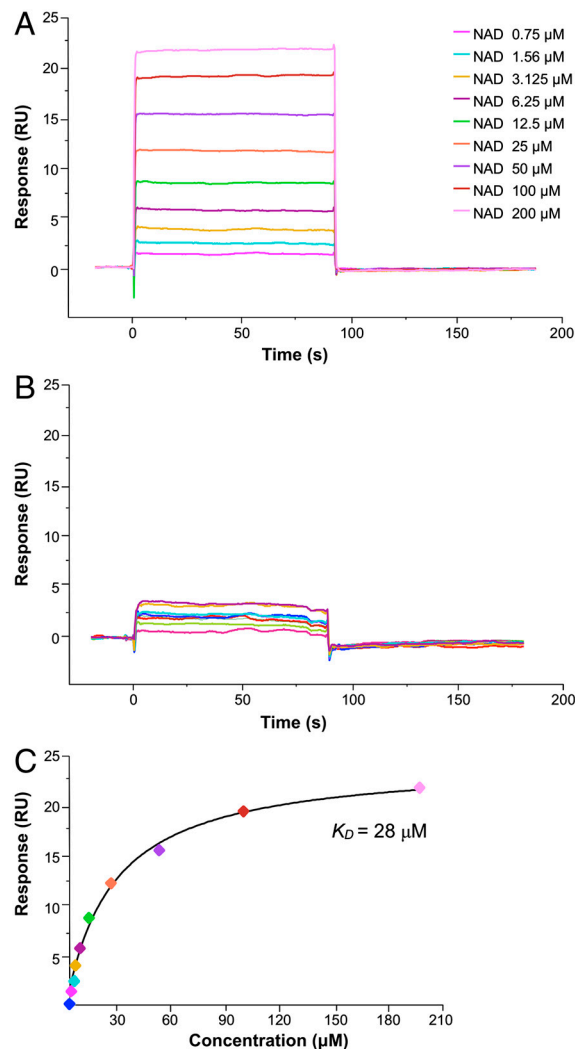 A
25
20
15
10
5
0
Response (RU)
0
50
100
150
200
Time (s)
NAD 0.75 µM
NAD 1.56 µM
NAD 3.125 µM
NAD 6.25 µM
NAD 12.5 µM
NAD 25 µM
NAD 50 µM
NAD 100 µM
NAD 200 µM
B
25
20
15
10
5
0
Response (RU)
0
50
100
150
200
Time (s)
C
25
20
15
10
5
Response (RU)
K_D = 28 µM
30
60
90
120
150
180
210
Concentration (µM)